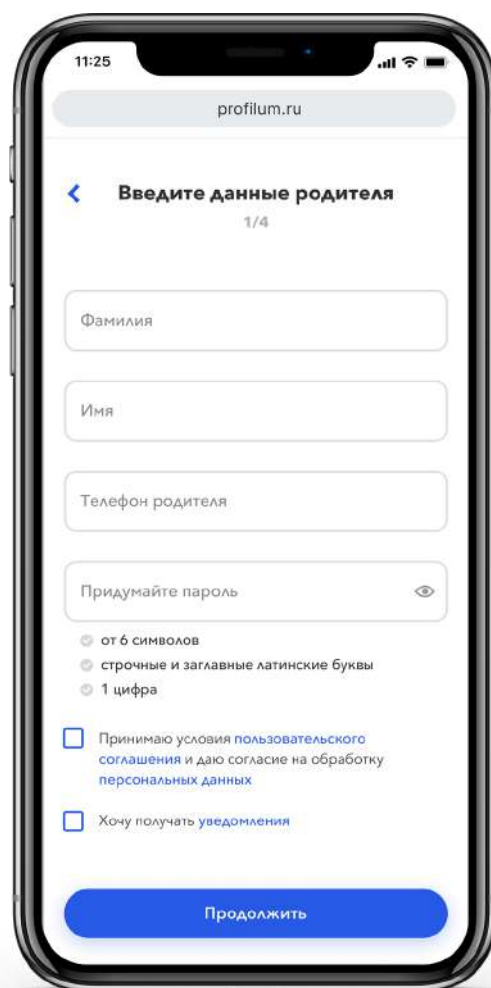 11:25
profilum.ru
Введите данные родителя
1/4
Фамилия
Имя
Телефон родителя
Придумайте пароль
от 6 символов
строчные и заглавные латинские буквы
1 цифра
Принимаю условия пользовательского
соглашения и даю согласие на обработку
персональных данных
Хочу получать уведомления
Продолжить